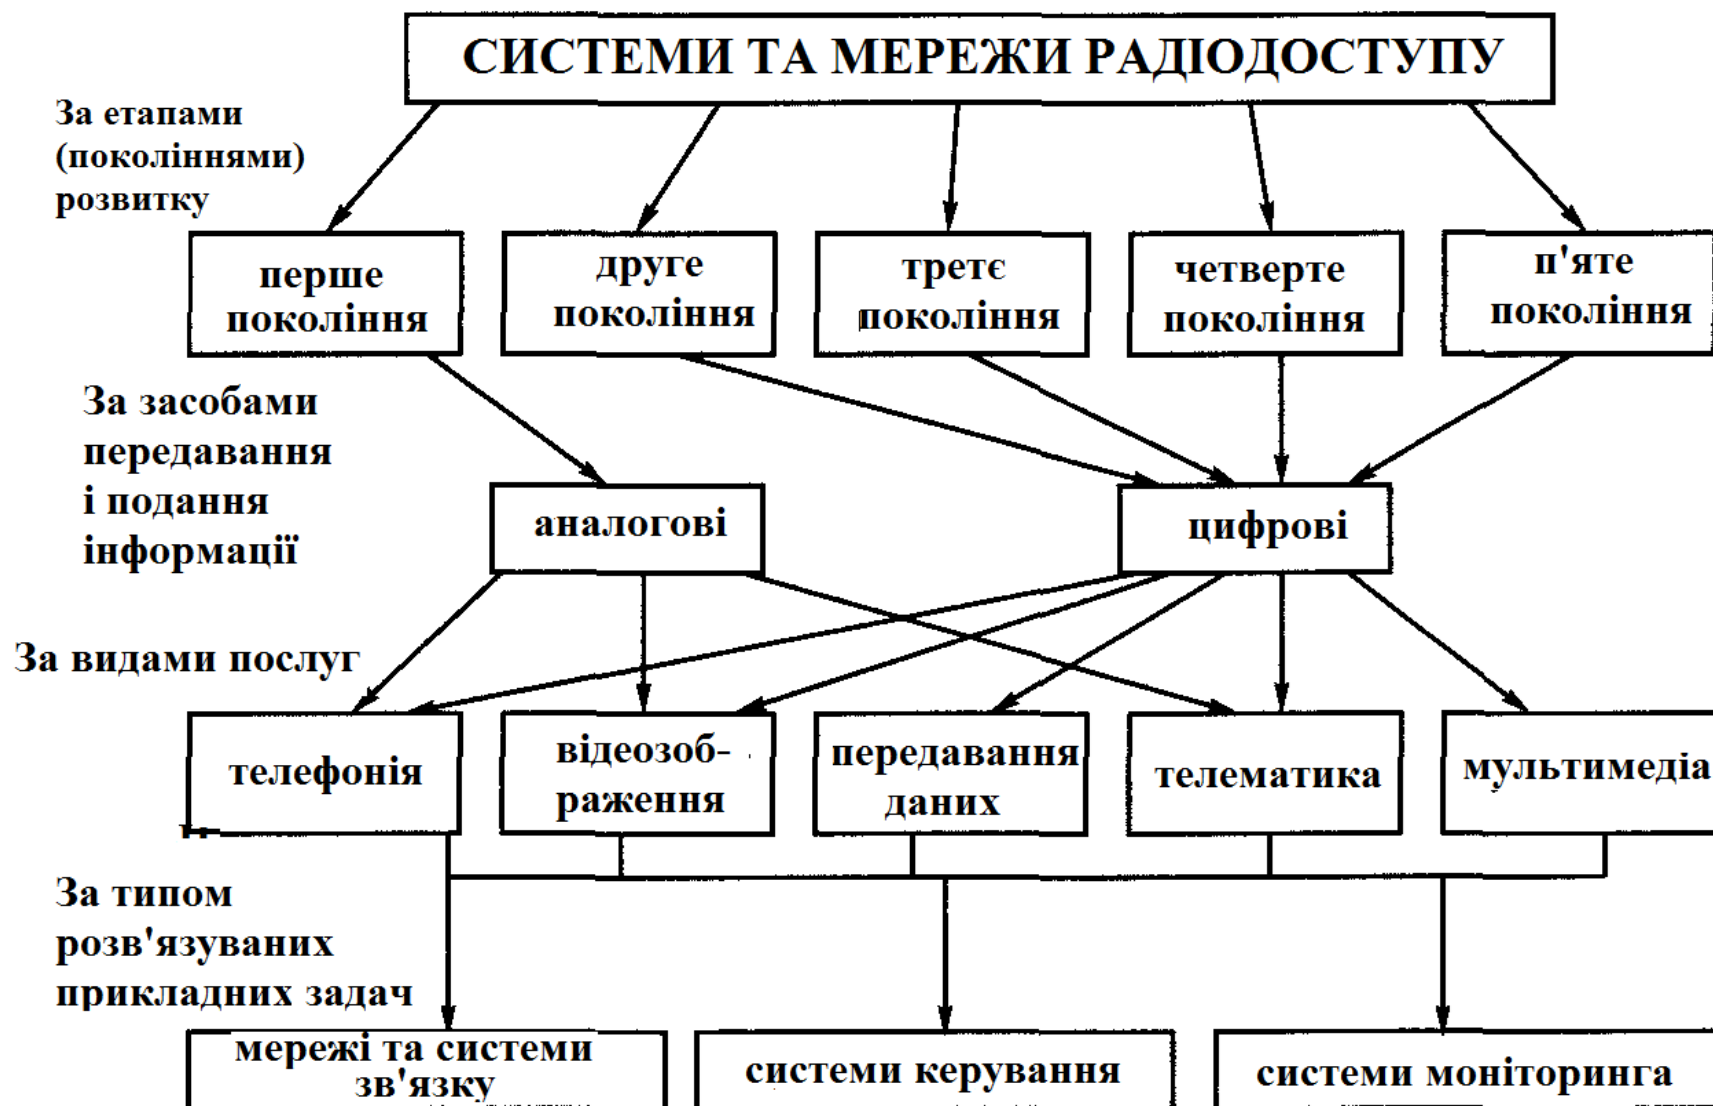 СИСТЕМИ ТА МЕРЕЖИ РАДІОДОСТУПУ
За етапами
(поколіннями)
розвитку
перше
покоління
друге
покоління
третє
покоління
четверте
покоління
п'яте
покоління
За засобами
передавання
і подання
інформації
аналогові
цифрові
За видами послуг
телефонія
відеозоб-
раження
передавання
даних
телематика
мультимедіа
За типом
розв'язуваних
прикладних задач
мережі та системи
зв'язку
системи керування
системи моніторинга